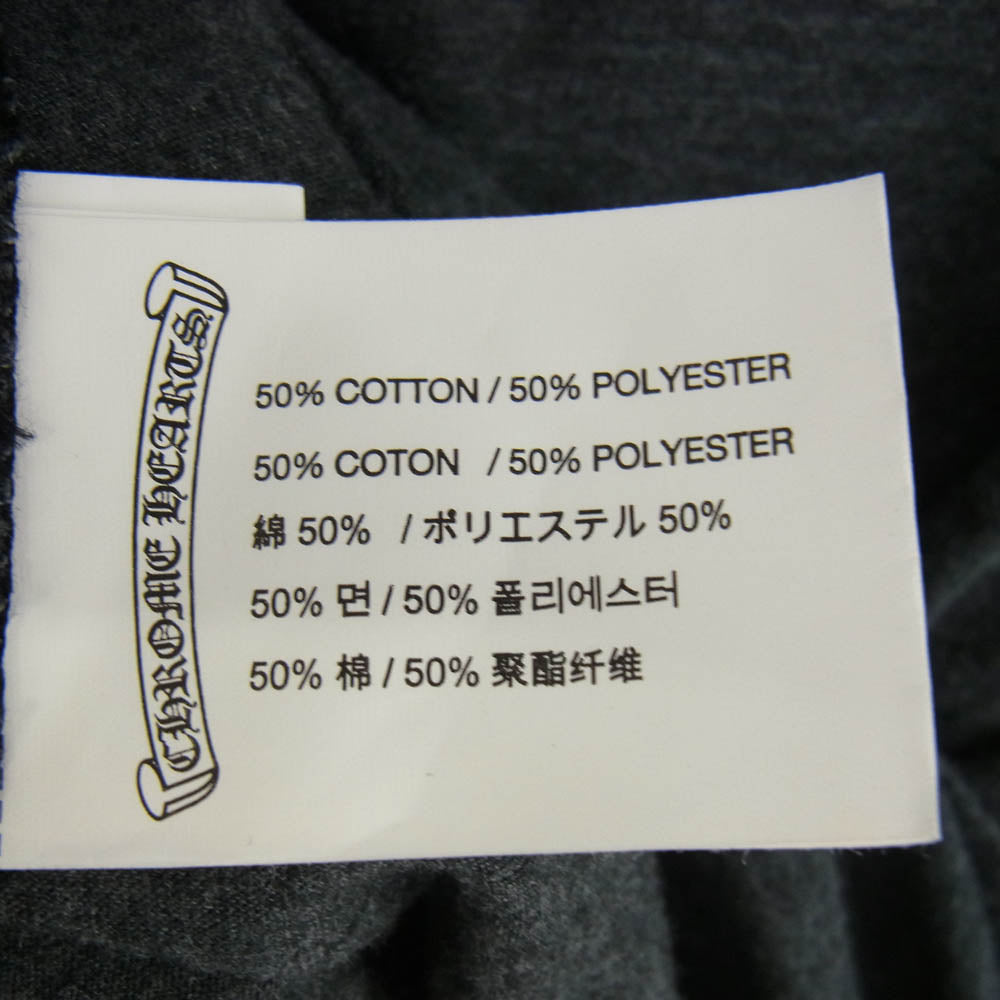 CHROME HEARTS
50% COTTON / 50% POLYESTER
50% COTON / 50% POLYESTER
綿 50% / ポリエステル 50%
50% 면 / 50% 폴리에스터
50% 棉 / 50% 聚酯纤维